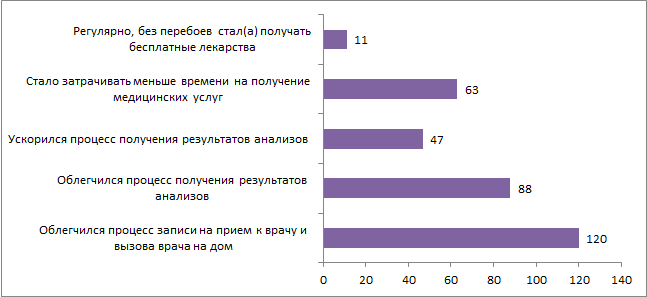 Регулярно, без перебоев стал(а) получать
бесплатные лекарства
11
Стало затрачивать меньше времени на получение
медицинских услуг
63
Ускорился процесс получения результатов анализов
47
Облегчился процесс получения результатов
анализов
88
Облегчился процесс записи на прием к врачу и
вызова врача на дом
120
0 20 40 60 80 100 120 140